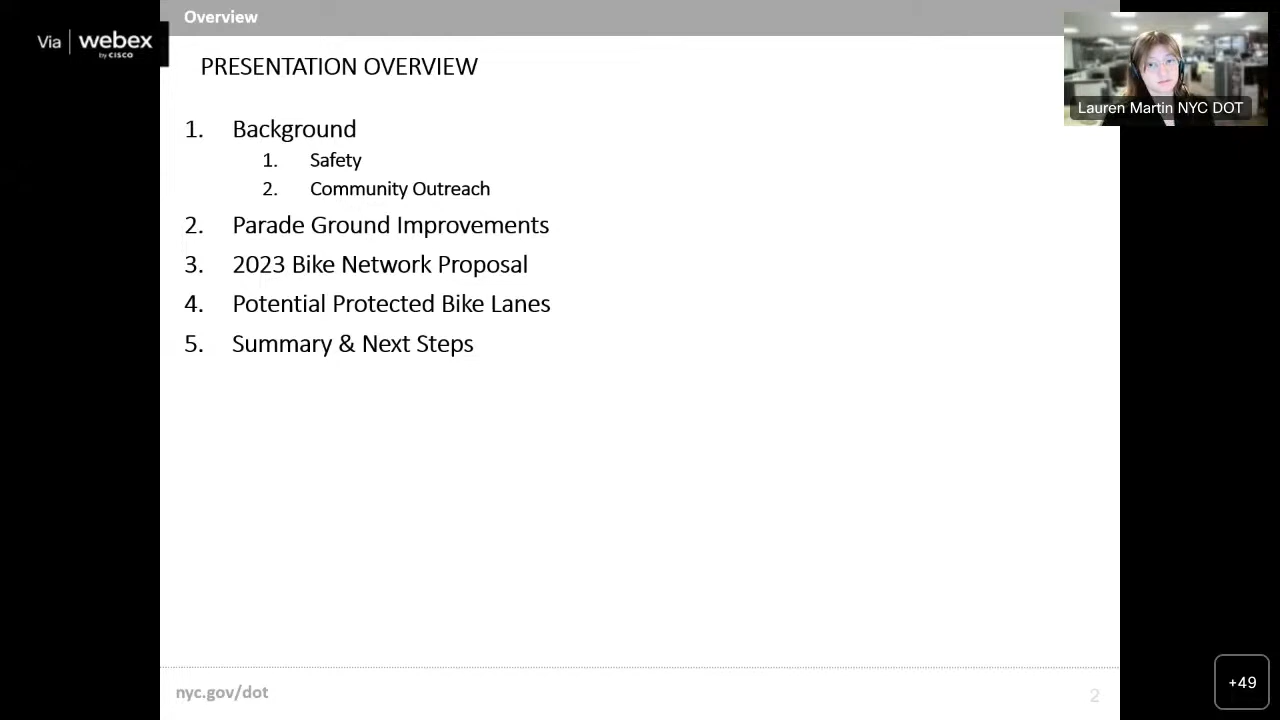 Overview
Via | webex
by CISCO
PRESENTATION OVERVIEW
Lauren Martin NYC DOT
1. Background
1. Safety
2. Community Outreach
2. Parade Ground Improvements
3. 2023 Bike Network Proposal
4. Potential Protected Bike Lanes
5. Summary & Next Steps
nyc.gov/dot
2
+49